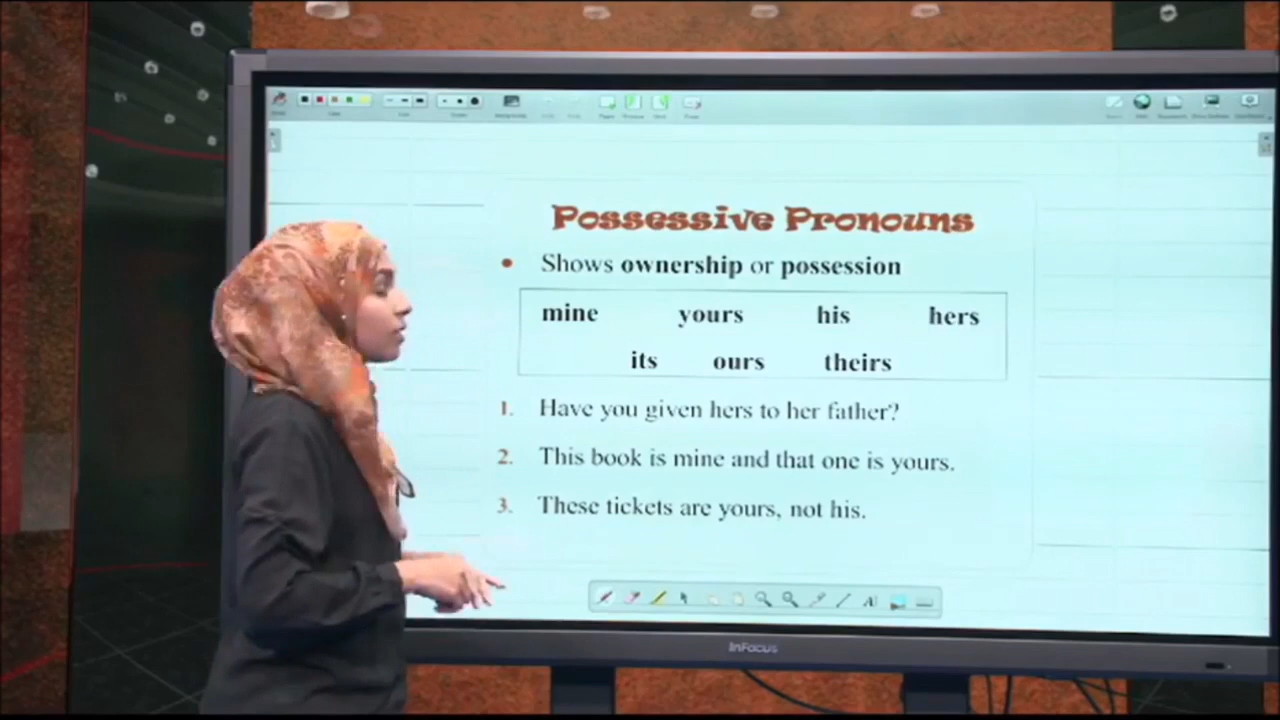 Possessive Pronouns
• Shows ownership or possession
mine yours his hers
its ours theirs
1. Have you given hers to her father?
2. This book is mine and that one is yours.
3. These tickets are yours, not his.
InFocus